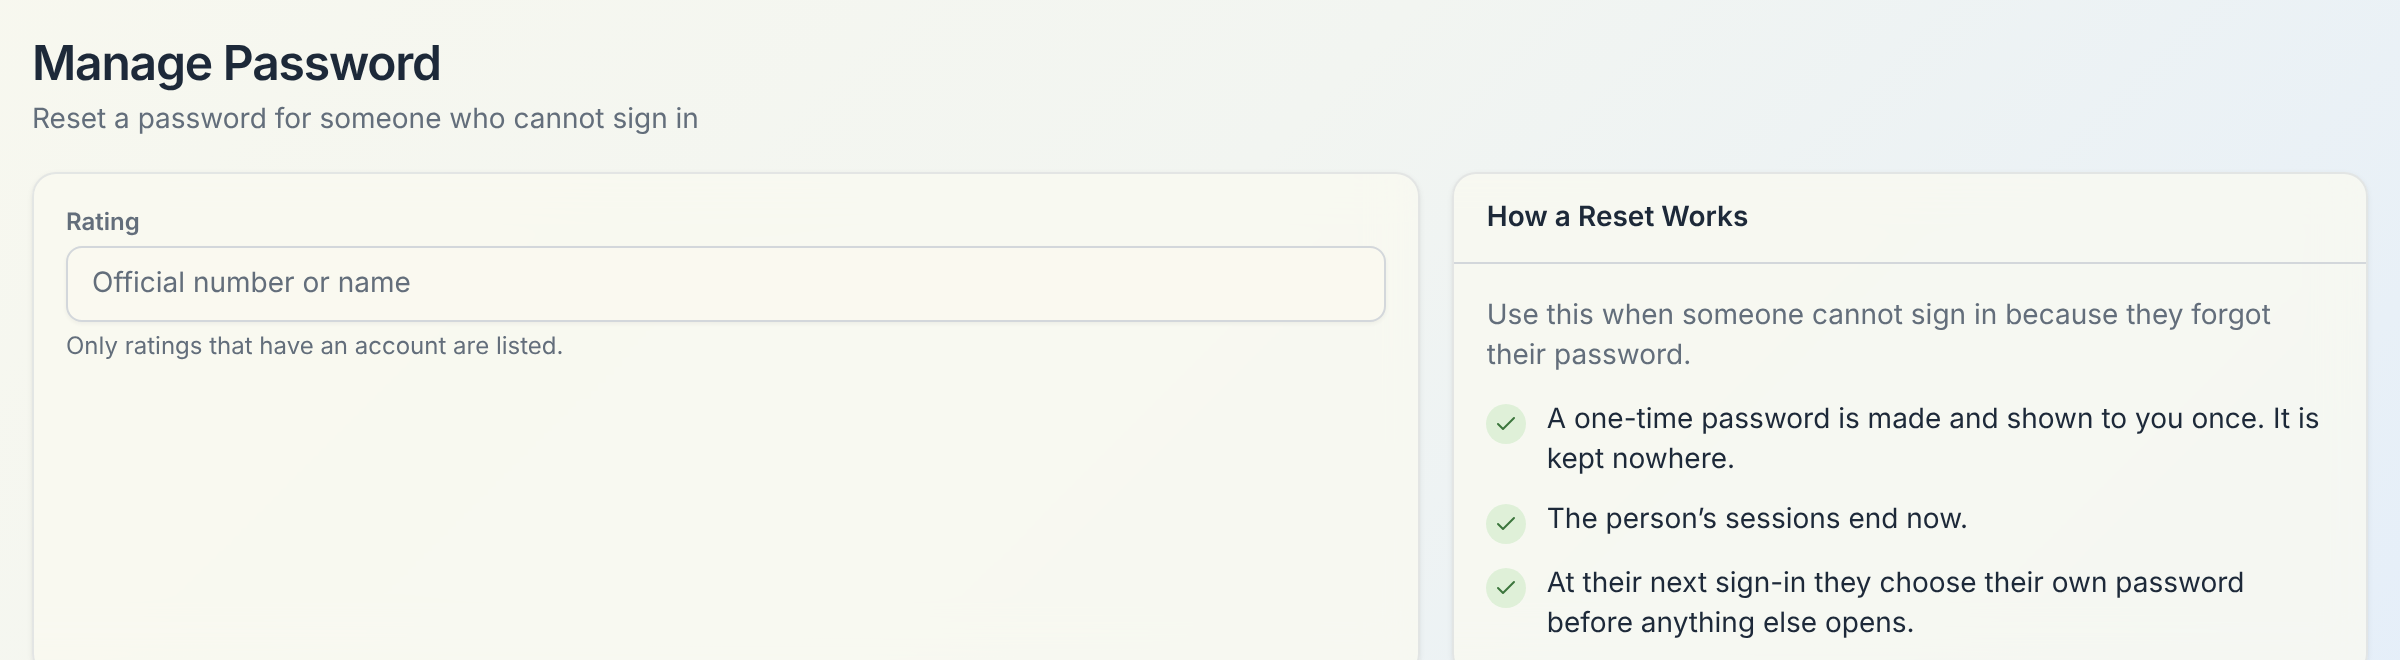 Manage Password
Reset a password for someone who cannot sign in
Rating
Official number or name
Only ratings that have an account are listed.
How a Reset Works
Use this when someone cannot sign in because they forgot
their password.
A one-time password is made and shown to you once. It is
kept nowhere.
The person’s sessions end now.
At their next sign-in they choose their own password
before anything else opens.